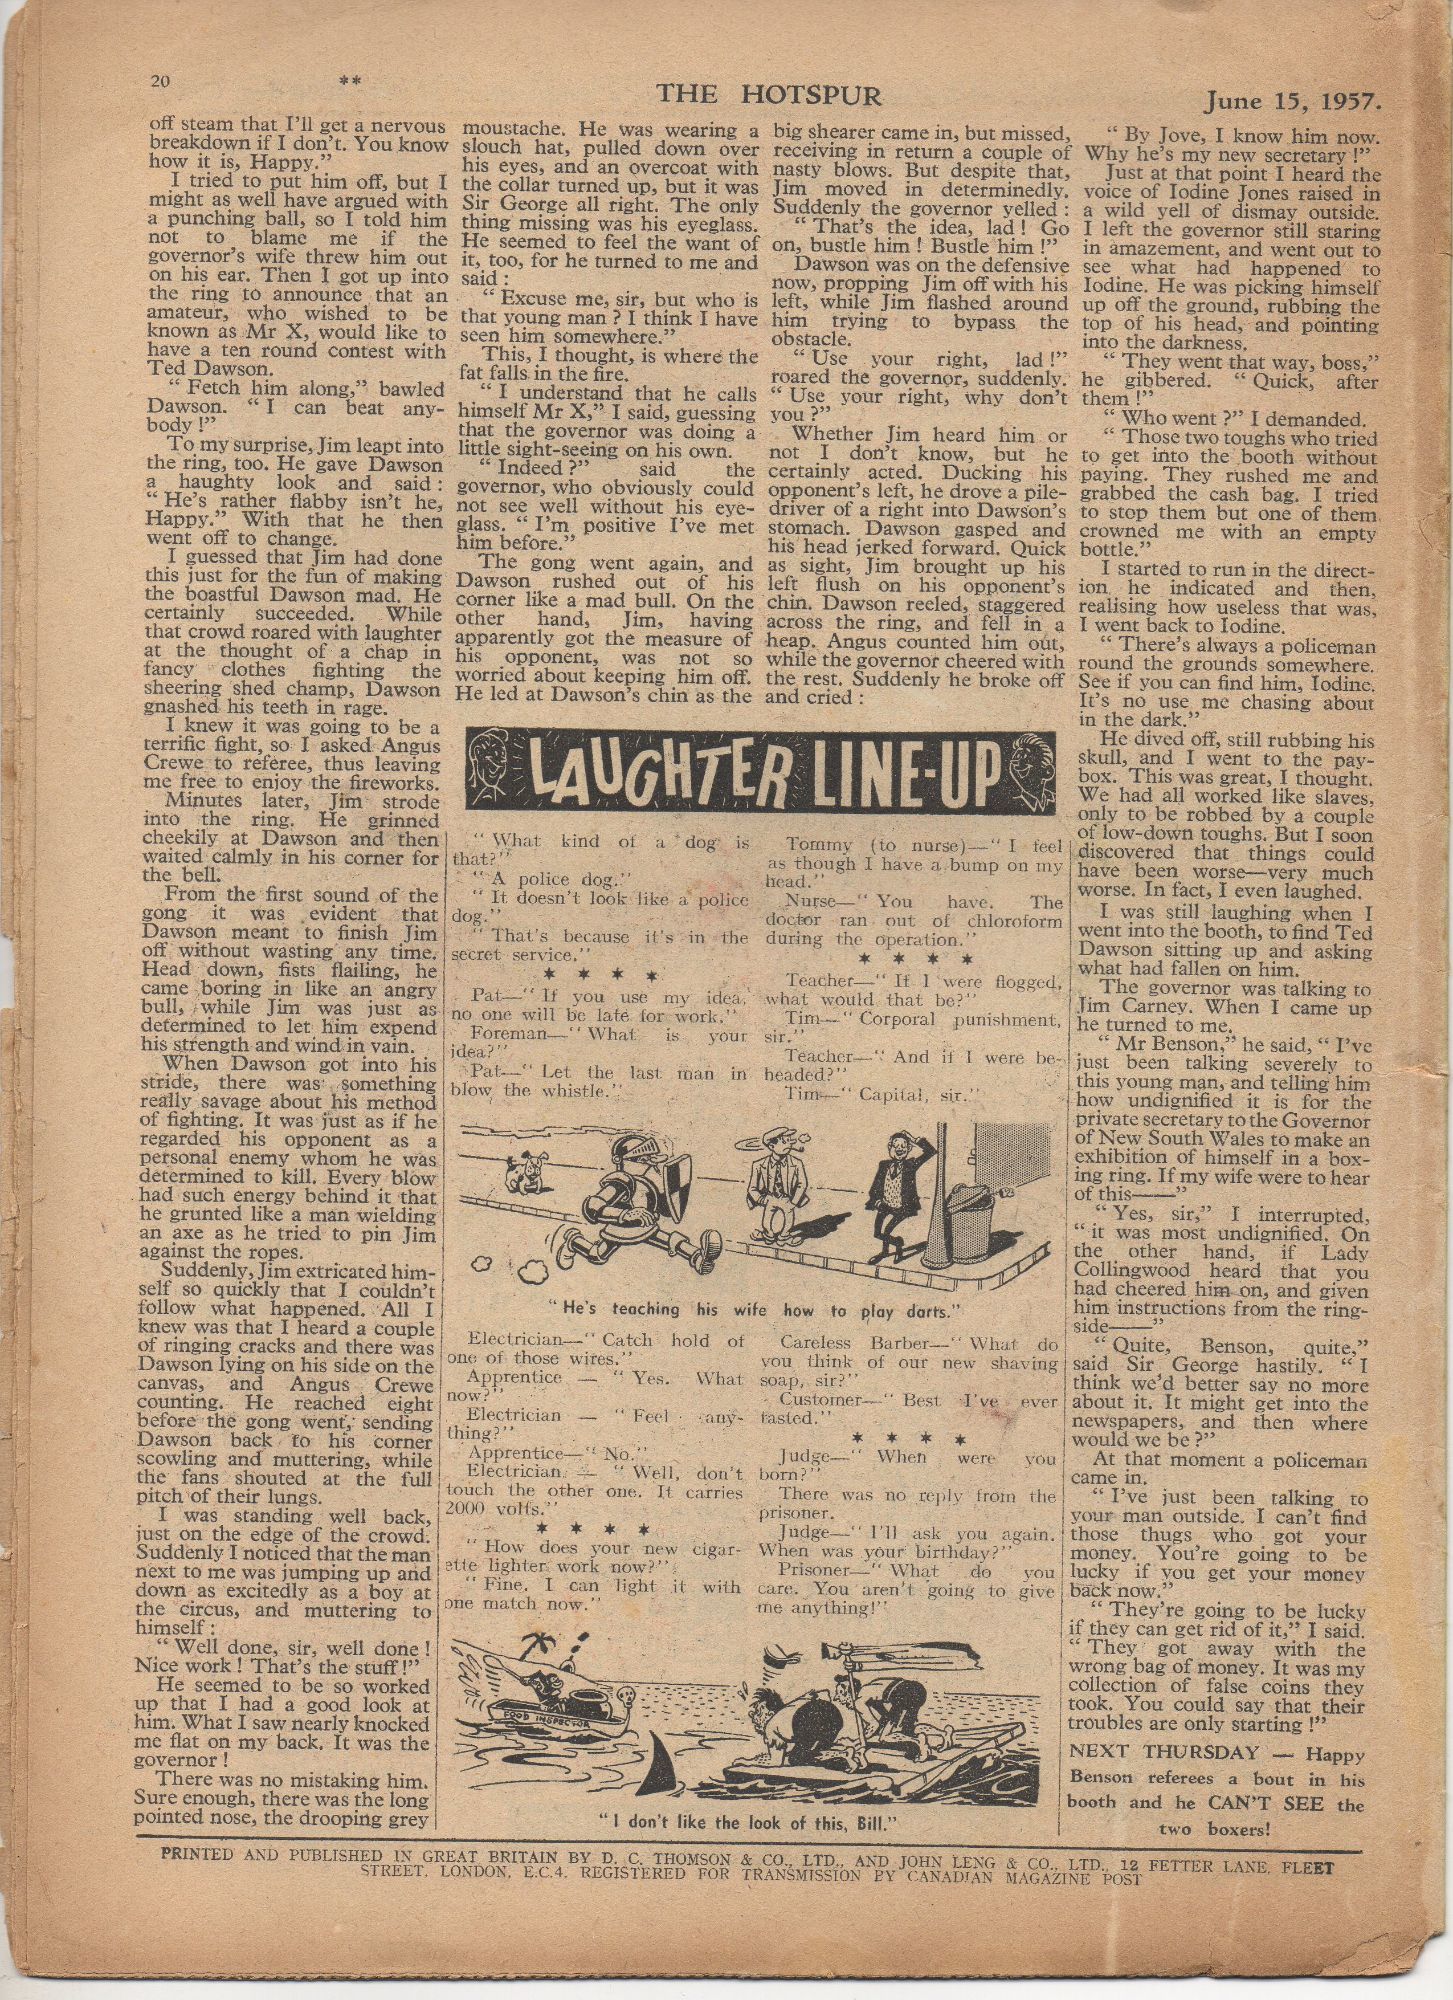 20
**
THE HOTSPUR
June 15, 1957.
off steam that I'll get a nervous
breakdown if I don't. You know
how it is, Happy."
I tried to put him off, but I
might as well have argued with
a punching ball, so I told him
not to blame me if the
governor's wife threw him out
on his ear. Then I got up into
the ring to announce that an
amateur, who wished to be
known as Mr X, would like to
have a ten round contest with
Ted Dawson.
"Fetch him along," bawled
Dawson. "I can beat any-
body!"
To my surprise, Jim leapt into
the ring, too. He gave Dawson
a haughty look and said:
"He's rather flabby isn't he,
Happy." With that he then
went off to change.
I guessed that Jim had done
this just for the fun of making
the boastful Dawson mad. He
certainly succeeded. While
that crowd roared with laughter
at the thought of a chap in
fancy clothes fighting the
sheering shed champ, Dawson
gnashed his teeth in rage.
I knew it was going to be a
terrific fight, so I asked Angus
Crewe to referee, thus leaving
me free to enjoy the fireworks.
Minutes later, Jim strode
into the ring. He grinned
cheekily at Dawson and then
waited calmly in his corner for
the bell.
From the first sound of the
gong it was evident that
Dawson meant to finish Jim
off without wasting any time.
Head down, fists flailing, he
came boring in like an angry
bull, while Jim was just as
determined to let him expend
his strength and wind in vain.
When Dawson got into his
stride, there was something
really savage about his method
of fighting. It was just as if he
regarded his opponent as a
personal enemy whom he was
determined to kill. Every blow
had such energy behind it that
he grunted like a man wielding
an axe as he tried to pin Jim
against the ropes.
Suddenly, Jim extricated him-
self so quickly that I couldn't
follow what happened. All I
knew was that I heard a couple
of ringing cracks and there was
Dawson lying on his side on the
canvas, and Angus Crewe
counting. He reached eight
before the gong went, sending
Dawson back to his corner
scowling and muttering, while
the fans shouted at the full
pitch of their lungs.
I was standing well back,
just on the edge of the crowd.
Suddenly I noticed that the man
next to me was jumping up and
down as excitedly as a boy at
the circus, and muttering to
himself:
"Well done, sir, well done!
Nice work! That's the stuff!"
He seemed to be so worked
up that I had a good look at
him. What I saw nearly knocked
me flat on my back. It was the
governor!
There was no mistaking him.
Sure enough, there was the long
pointed nose, the drooping grey
moustache. He was wearing a
slouch hat, pulled down over
his eyes, and an overcoat with
the collar turned up, but it was
Sir George all right. The only
thing missing was his eyeglass.
He seemed to feel the want of
it, too, for he turned to me and
said:
"Excuse me, sir, but who is
that young man? I think I have
seen him somewhere."
This, I thought, is where the
fat falls in the fire.
"I understand that he calls
himself Mr X," I said, guessing
that the governor was doing a
little sight-seeing on his own.
"Indeed?" said the
governor, who obviously could
not see well without his eye-
glass. "I'm positive I've met
him before."
The gong went again, and
Dawson rushed out of his
corner like a mad bull. On the
other hand, Jim, having
apparently got the measure of
his opponent, was not so
worried about keeping him off.
He led at Dawson's chin as the
big shearer came in, but missed,
receiving in return a couple of
nasty blows. But despite that,
Jim moved in determinedly.
Suddenly the governor yelled:
"That's the idea, lad! Go
on, bustle him! Bustle him!"
Dawson was on the defensive
now, propping Jim off with his
left, while Jim flashed around
him trying to bypass the
obstacle.
"Use your right, lad!"
roared the governor, suddenly.
"Use your right, why don't
you?"
Whether Jim heard him or
not I don't know, but he
certainly acted. Ducking his
opponent's left, he drove a pile-
driver of a right into Dawson's
stomach. Dawson gasped and
his head jerked forward. Quick
as sight, Jim brought up his
left flush on his opponent's
chin. Dawson reeled, staggered
across the ring, and fell in a
heap. Angus counted him out,
while the governor cheered with
the rest. Suddenly he broke off
and cried:
"By Jove, I know him now.
Why he's my new secretary!"
Just at that point I heard the
voice of Iodine Jones raised in
a wild yell of dismay outside.
I left the governor still staring
in amazement, and went out to
see what had happened to
Iodine. He was picking himself
up off the ground, rubbing the
top of his head, and pointing
into the darkness.
"They went that way, boss,"
he gibbered. "Quick, after
them!"
"Who went?" I demanded.
"Those two toughs who tried
to get into the booth without
paying. They rushed me and
grabbed the cash bag. I tried
to stop them but one of them
crowned me with an empty
bottle."
I started to run in the direct-
ion he indicated and then,
realising how useless that was,
I went back to Iodine.
"There's always a policeman
round the grounds somewhere.
See if you can find him, Iodine.
It's no use me chasing about
in the dark."
He dived off, still rubbing his
skull, and I went to the pay-
box. This was great, I thought.
We had all worked like slaves,
only to be robbed by a couple
of low-down toughs. But I soon
discovered that things could
have been worse—very much
worse. In fact, I even laughed.
I was still laughing when I
went into the booth, to find Ted
Dawson sitting up and asking
what had fallen on him.
The governor was talking to
Jim Carney. When I came up
he turned to me.
"Mr Benson," he said, "I've
just been talking severely to
this young man, and telling him
how undignified it is for the
private secretary to the Governor
of New South Wales to make an
exhibition of himself in a box-
ing ring. If my wife were to hear
of this——"
"Yes, sir," I interrupted,
"it was most undignified. On
the other hand, if Lady
Collingwood heard that you
had cheered him on, and given
him instructions from the ring-
side——"
"Quite, Benson, quite,"
said Sir George hastily. "I
think we'd better say no more
about it. It might get into the
newspapers, and then where
would we be?"
At that moment a policeman
came in.
"I've just been talking to
your man outside. I can't find
those thugs who got your
money. You're going to be
lucky if you get your money
back now."
"They're going to be lucky
if they can get rid of it," I said.
"They got away with the
wrong bag of money. It was my
collection of false coins they
took. You could say that their
troubles are only starting!"
NEXT THURSDAY — Happy
Benson referees a bout in his
booth and he CAN'T SEE the
two boxers!
LAUGHTER LINE-UP
"What kind of a dog is
that?"
"A police dog."
"It doesn't look like a police
dog."
"That's because it's in the
secret service."
* * * *
Pat—"If you use my idea,
no one will be late for work."
Foreman—"What is your
idea?"
Pat—"Let the last man in
blow the whistle."
Tommy (to nurse)—"I feel
as though I have a bump on my
head."
Nurse—"You have. The
doctor ran out of chloroform
during the operation."
* * * *
Teacher—"If I were flogged,
what would that be?"
Tim—"Corporal punishment,
sir."
Teacher—"And if I were be-
headed?"
Tim—"Capital, sir."
"He's teaching his wife how to play darts."
Electrician—"Catch hold of
one of those wires."
Apprentice — "Yes. What
now?"
Electrician — "Feel any-
thing?"
Apprentice—"No."
Electrician — "Well, don't
touch the other one. It carries
2000 volts."
* * * *
"How does your new cigar-
ette lighter work now?"
"Fine. I can light it with
one match now."
Careless Barber—"What do
you think of our new shaving
soap, sir?"
Customer—"Best I've ever
tasted."
* * * *
Judge—"When were you
born?"
There was no reply from the
prisoner.
Judge—"I'll ask you again.
When was your birthday?"
Prisoner—"What do you
care. You aren't going to give
me anything!"
FOOD INSPECTOR
"I don't like the look of this, Bill."
PRINTED AND PUBLISHED IN GREAT BRITAIN BY D. C. THOMSON & CO., LTD., AND JOHN LENG & CO., LTD., 12 FETTER LANE, FLEET
STREET, LONDON, E.C.4. REGISTERED FOR TRANSMISSION BY CANADIAN MAGAZINE POST